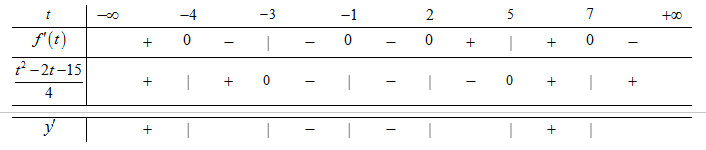 t −∞ −4 −3 −1 2 5 7 +∞
f′(t) + 0 − | − 0 − 0 + | + 0 −
t² − 2t − 15 / 4 + | + 0 − | − | − 0 + | +
y′ + | | − | − | | + |